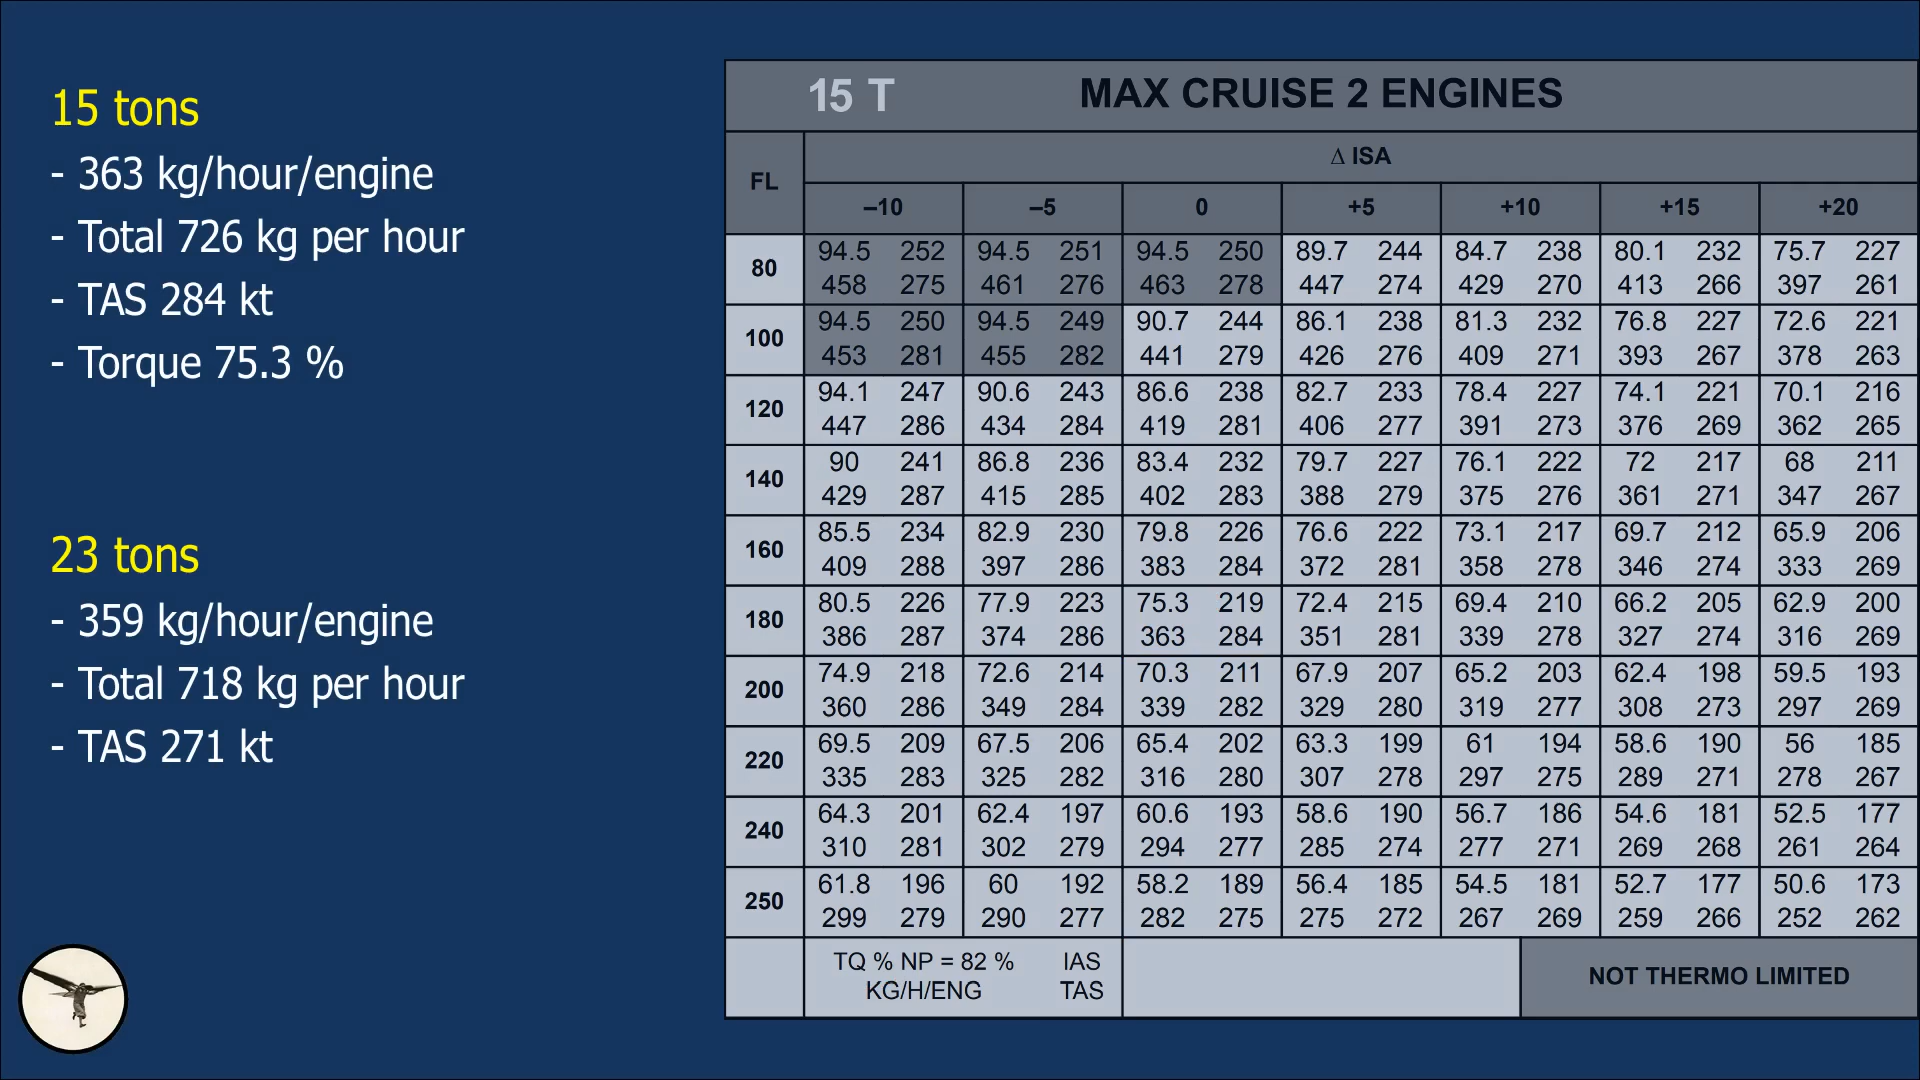 15 tons
- 363 kg/hour/engine
- Total 726 kg per hour
- TAS 284 kt
- Torque 75.3 %
23 tons
- 359 kg/hour/engine
- Total 718 kg per hour
- TAS 271 kt
15 T MAX CRUISE 2 ENGINES
FL Δ ISA
–10 –5 0 +5 +10 +15 +20
80
94.5 252 94.5 251 94.5 250 89.7 244 84.7 238 80.1 232 75.7 227
458 275 461 276 463 278 447 274 429 270 413 266 397 261
100
94.5 250 94.5 249 90.7 244 86.1 238 81.3 232 76.8 227 72.6 221
453 281 455 282 441 279 426 276 409 271 393 267 378 263
120
94.1 247 90.6 243 86.6 238 82.7 233 78.4 227 74.1 221 70.1 216
447 286 434 284 419 281 406 277 391 273 376 269 362 265
140
90 241 86.8 236 83.4 232 79.7 227 76.1 222 72 217 68 211
429 287 415 285 402 283 388 279 375 276 361 271 347 267
160
85.5 234 82.9 230 79.8 226 76.6 222 73.1 217 69.7 212 65.9 206
409 288 397 286 383 284 372 281 358 278 346 274 333 269
180
80.5 226 77.9 223 75.3 219 72.4 215 69.4 210 66.2 205 62.9 200
386 287 374 286 363 284 351 281 339 278 327 274 316 269
200
74.9 218 72.6 214 70.3 211 67.9 207 65.2 203 62.4 198 59.5 193
360 286 349 284 339 282 329 280 319 277 308 273 297 269
220
69.5 209 67.5 206 65.4 202 63.3 199 61 194 58.6 190 56 185
335 283 325 282 316 280 307 278 297 275 289 271 278 267
240
64.3 201 62.4 197 60.6 193 58.6 190 56.7 186 54.6 181 52.5 177
310 281 302 279 294 277 285 274 277 271 269 268 261 264
250
61.8 196 60 192 58.2 189 56.4 185 54.5 181 52.7 177 50.6 173
299 279 290 277 282 275 275 272 267 269 259 266 252 262
TQ % NP = 82 % IAS
KG/H/ENG TAS
NOT THERMO LIMITED